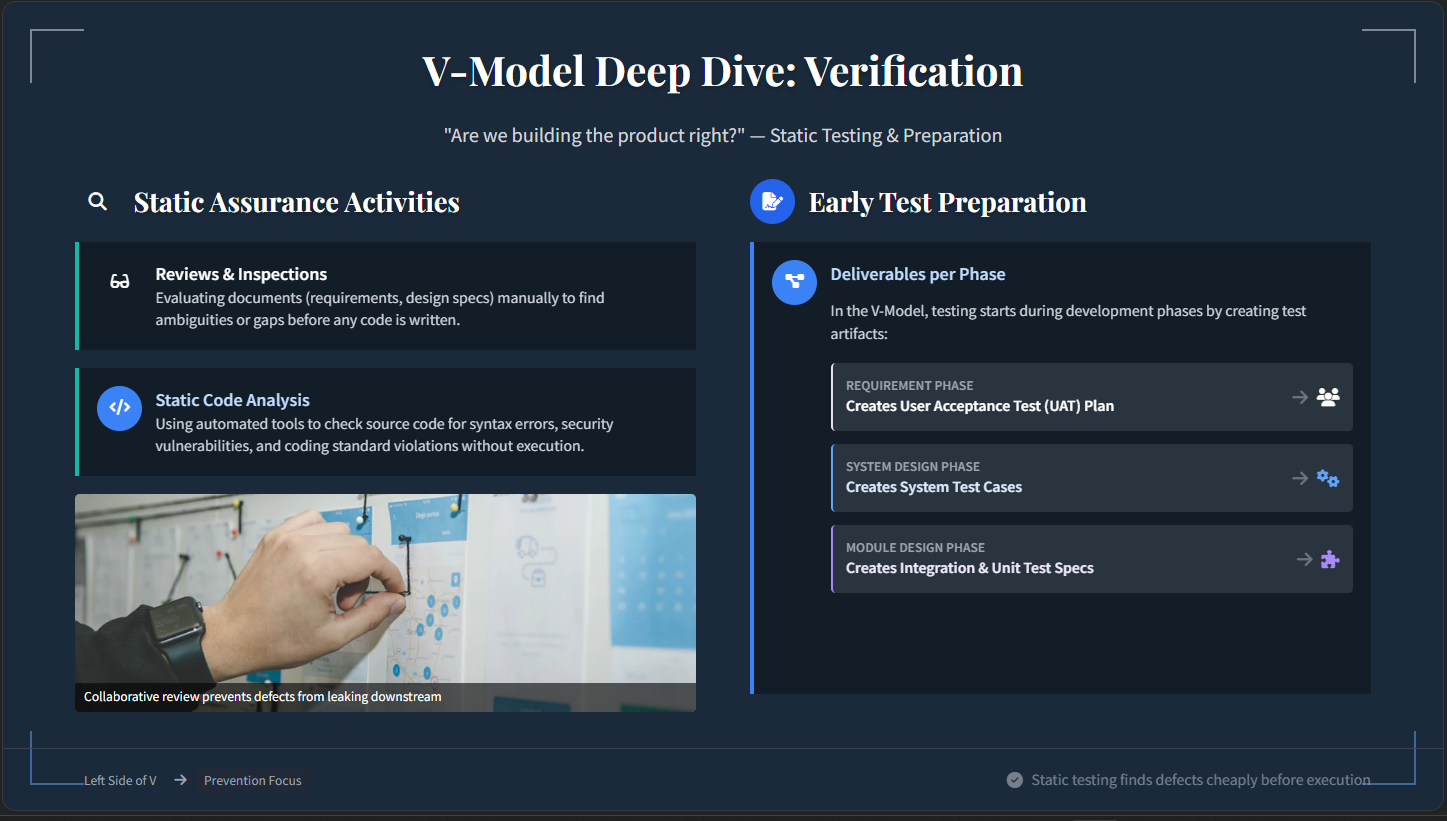 V-Model Deep Dive: Verification
"Are we building the product right?" — Static Testing & Preparation
Static Assurance Activities
Reviews & Inspections
Evaluating documents (requirements, design specs) manually to find
ambiguities or gaps before any code is written.
Static Code Analysis
Using automated tools to check source code for syntax errors, security
vulnerabilities, and coding standard violations without execution.
Collaborative review prevents defects from leaking downstream
Early Test Preparation
Deliverables per Phase
In the V-Model, testing starts during development phases by creating test
artifacts:
REQUIREMENT PHASE
Creates User Acceptance Test (UAT) Plan
SYSTEM DESIGN PHASE
Creates System Test Cases
MODULE DESIGN PHASE
Creates Integration & Unit Test Specs
Left Side of V → Prevention Focus
Static testing finds defects cheaply before execution